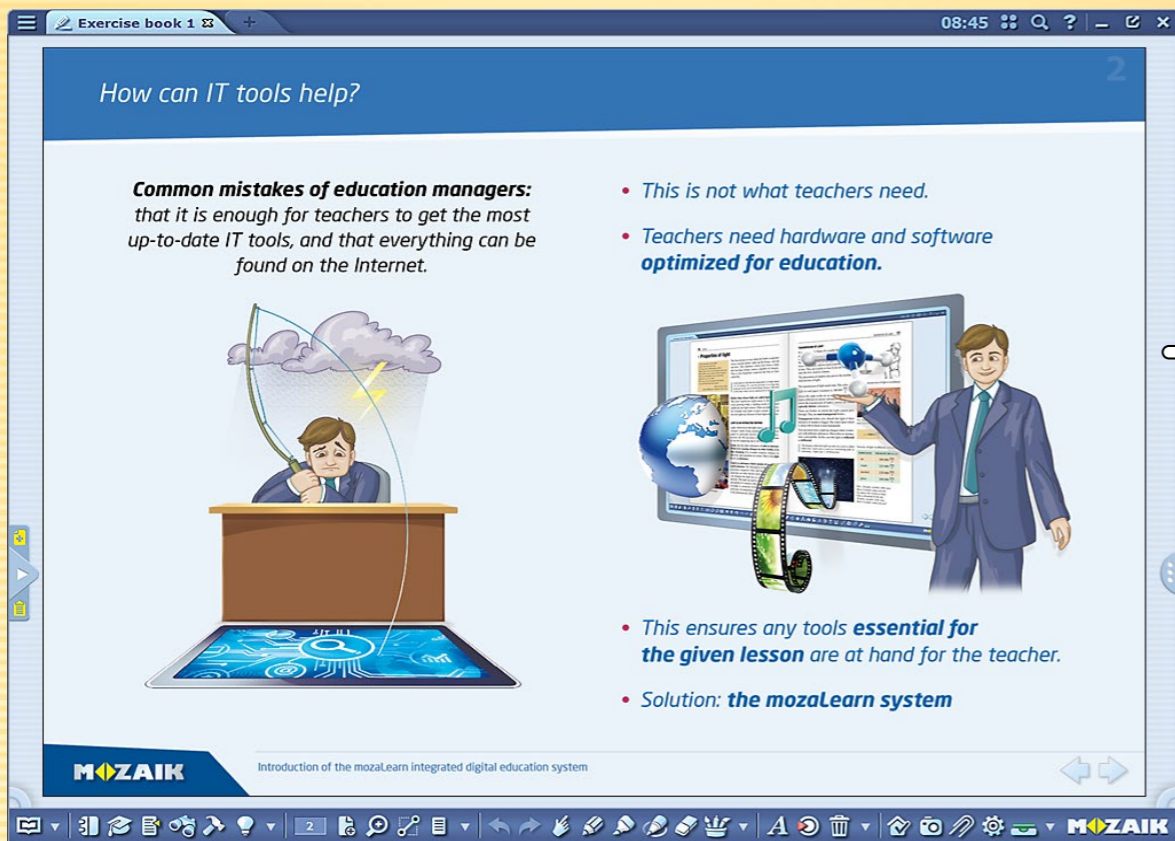 Exercise book 1
08:45
?
2
How can IT tools help?
Common mistakes of education managers:
that it is enough for teachers to get the most
up-to-date IT tools, and that everything can be
found on the Internet.
• This is not what teachers need.
• Teachers need hardware and software
optimized for education.
Properties of light
• This ensures any tools essential for
the given lesson are at hand for the teacher.
• Solution: the mozaLearn system
MOZAIK
Introduction of the mozaLearn integrated digital education system
2
A
MOZAIK